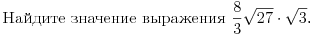 Найдите значение выражения $\frac{8}{3}\sqrt{27} \cdot \sqrt{3}$.